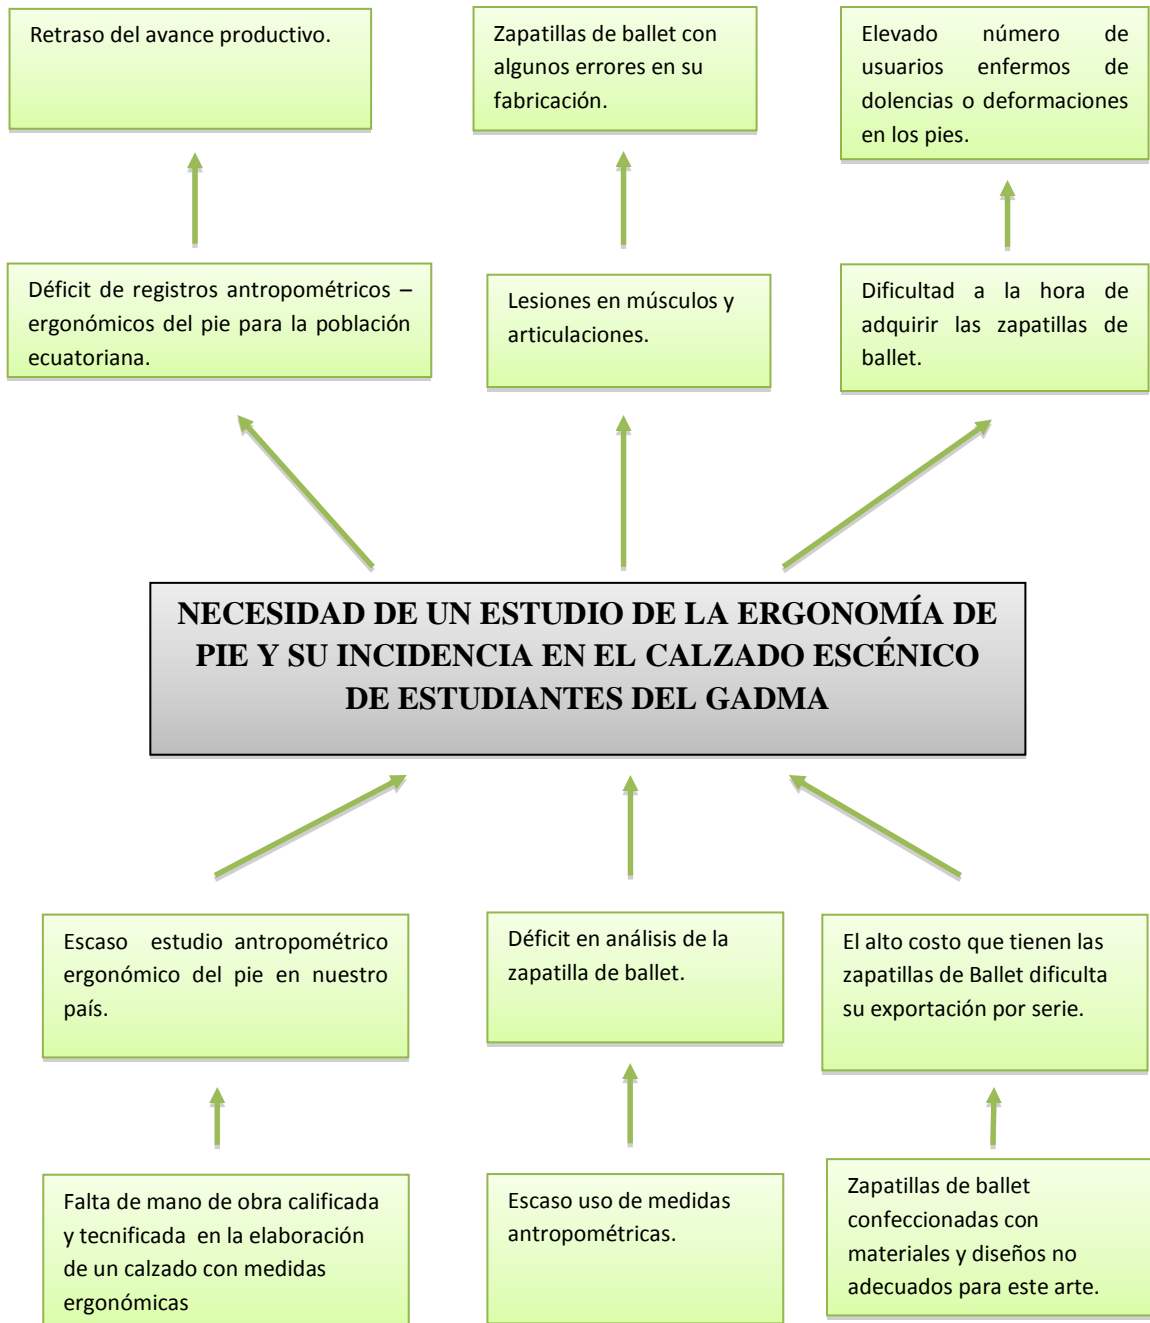 Retraso del avance productivo.
Zapatillas de ballet con
algunos errores en su
fabricación.
Elevado número de
usuarios enfermos de
dolencias o deformaciones
en los pies.
Déficit de registros antropométricos –
ergonómicos del pie para la población
ecuatoriana.
Lesiones en músculos y
articulaciones.
Dificultad a la hora de
adquirir las zapatillas de
ballet.
NECESIDAD DE UN ESTUDIO DE LA ERGONOMÍA DE
PIE Y SU INCIDENCIA EN EL CALZADO ESCÉNICO
DE ESTUDIANTES DEL GADMA
Escaso estudio antropométrico
ergonómico del pie en nuestro
país.
Déficit en análisis de la
zapatilla de ballet.
El alto costo que tienen las
zapatillas de Ballet dificulta
su exportación por serie.
Falta de mano de obra calificada
y tecnificada en la elaboración
de un calzado con medidas
ergonómicas
Escaso uso de medidas
antropométricas.
Zapatillas de ballet
confeccionadas con
materiales y diseños no
adecuados para este arte.